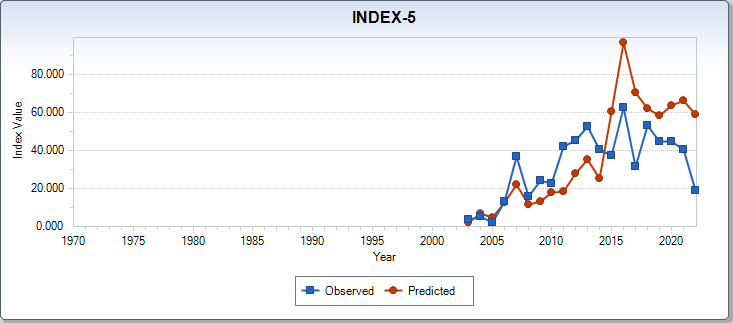 INDEX-5
Index Value
80.000
60.000
40.000
20.000
0.000
1970 1975 1980 1985 1990 1995 2000 2005 2010 2015 2020
Year
Observed Predicted